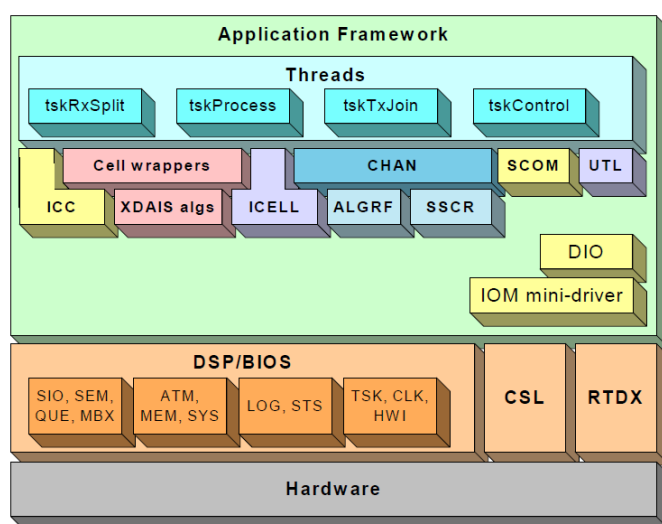 Application Framework
Threads
tskRxSplit
tskProcess
tskTxJoin
tskControl
Cell wrappers
CHAN
SCOM
UTL
ICC
XDAIS algs
ICELL
ALGRF
SSCR
DIO
IOM mini-driver
DSP/BIOS
SIO, SEM,
QUE, MBX
ATM,
MEM, SYS
LOG, STS
TSK, CLK,
HWI
CSL
RTDX
Hardware